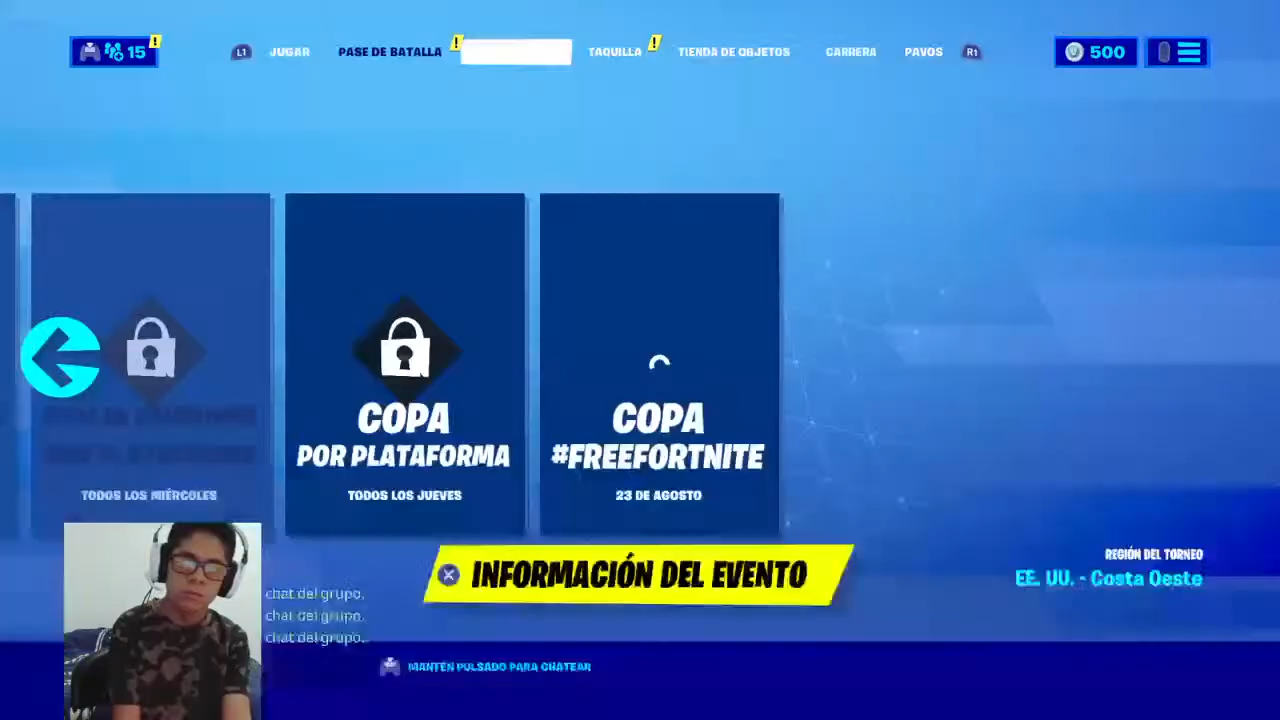 15
L1
JUGAR
PASE DE BATALLA
TAQUILLA
TIENDA DE OBJETOS
CARRERA
PAVOS
R1
500
TODOS LOS MIÉRCOLES
COPA
POR PLATAFORMA
TODOS LOS JUEVES
COPA
#FREEFORTNITE
23 DE AGOSTO
INFORMACIÓN DEL EVENTO
REGIÓN DEL TORNEO
EE. UU. - Costa Oeste
chat del grupo.
chat del grupo.
chat del grupo..
MANTÉN PULSADO PARA CHATEAR